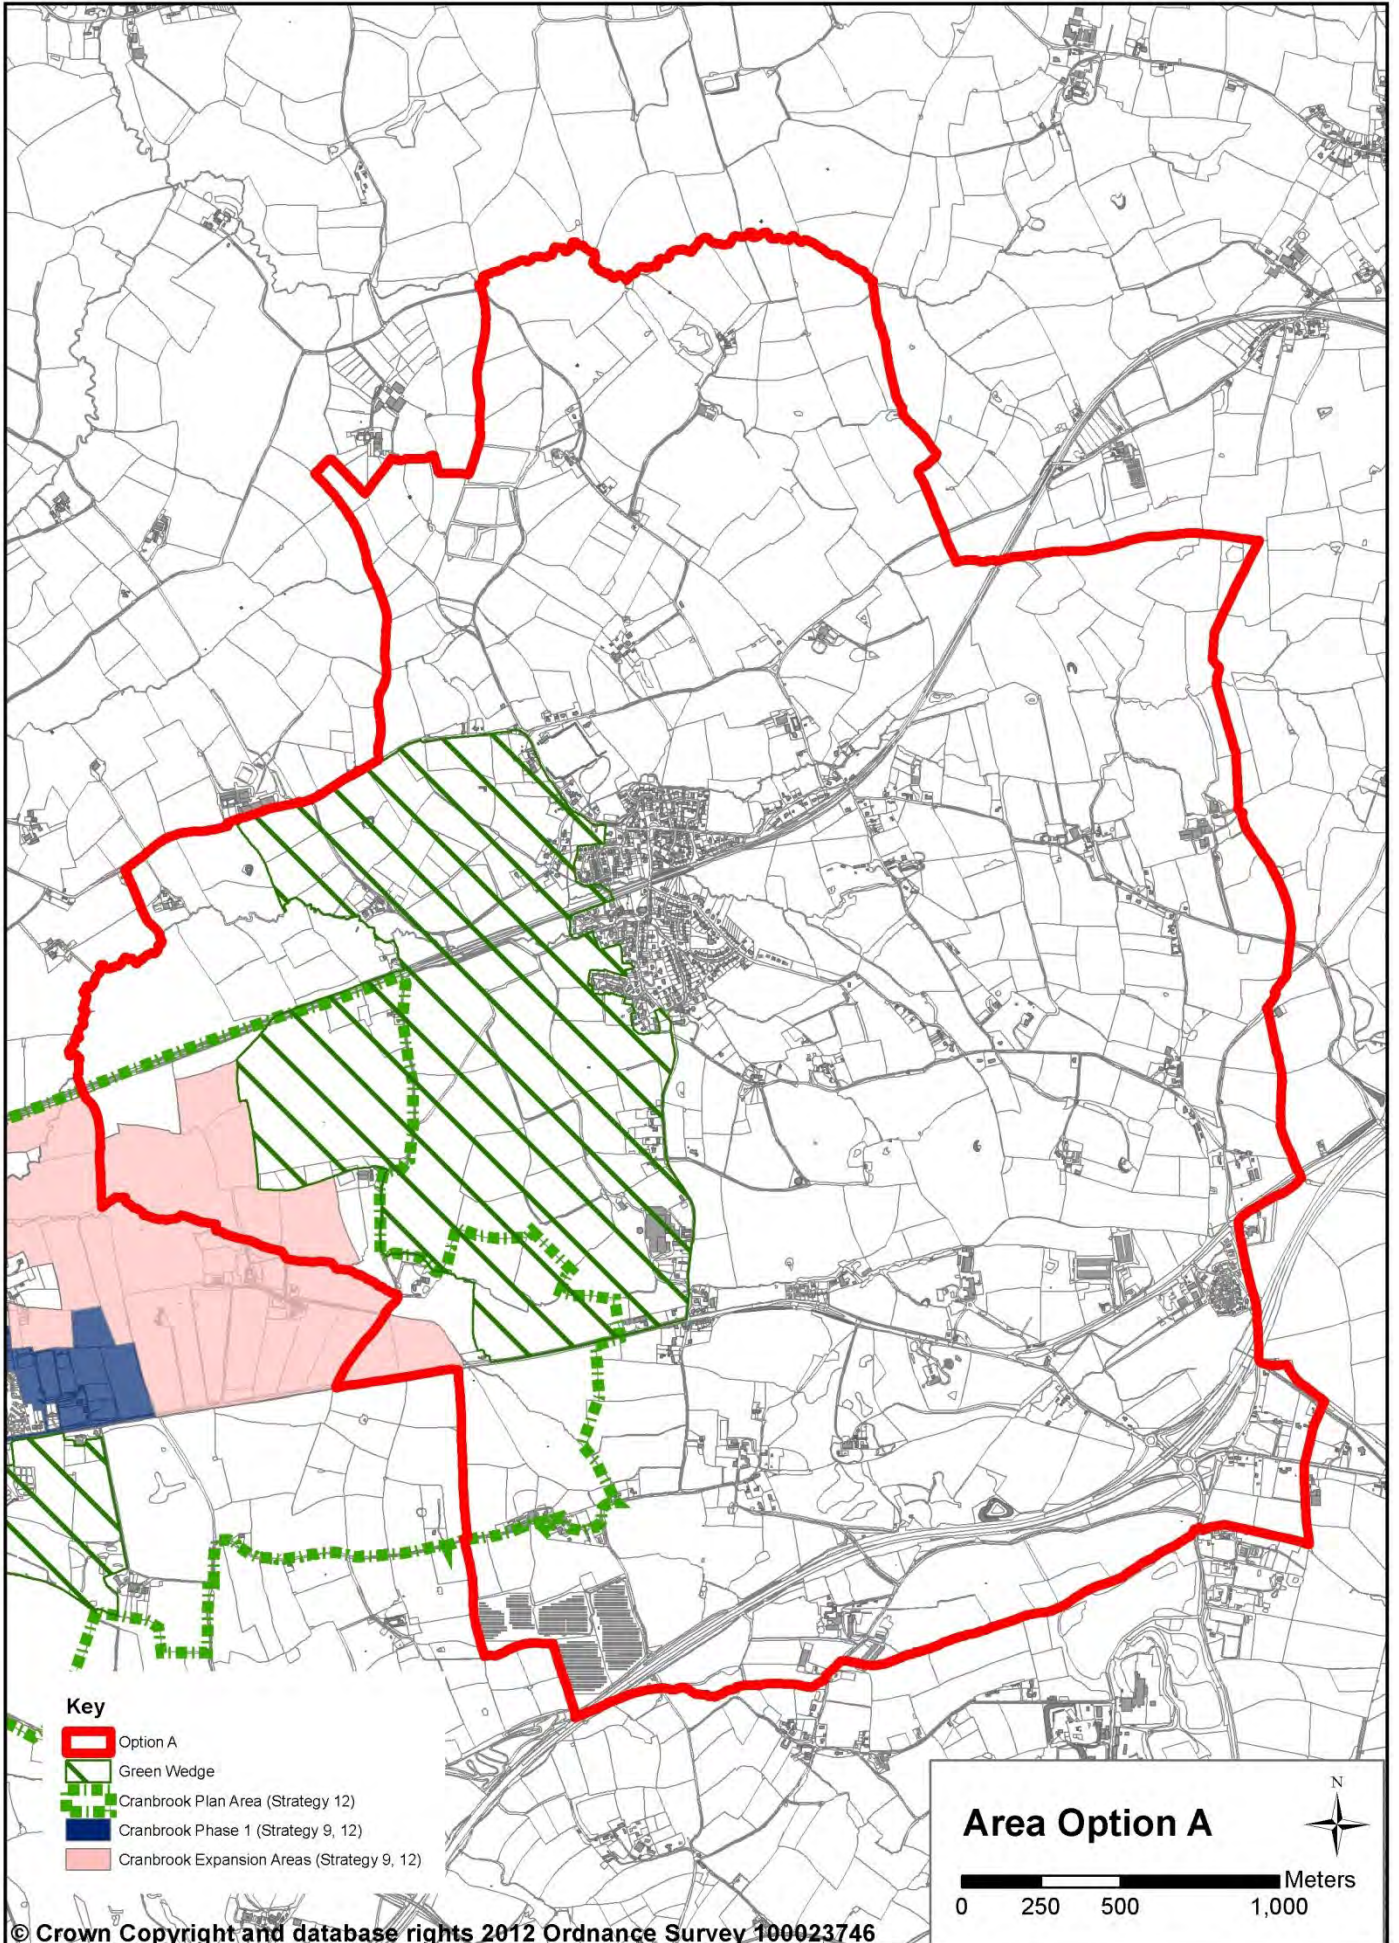 Key
Option A
Green Wedge
Cranbrook Plan Area (Strategy 12)
Cranbrook Phase 1 (Strategy 9, 12)
Cranbrook Expansion Areas (Strategy 9, 12)
N
Area Option A
Meters
0 250 500 1,000
© Crown Copyright and database rights 2012 Ordnance Survey 100023746